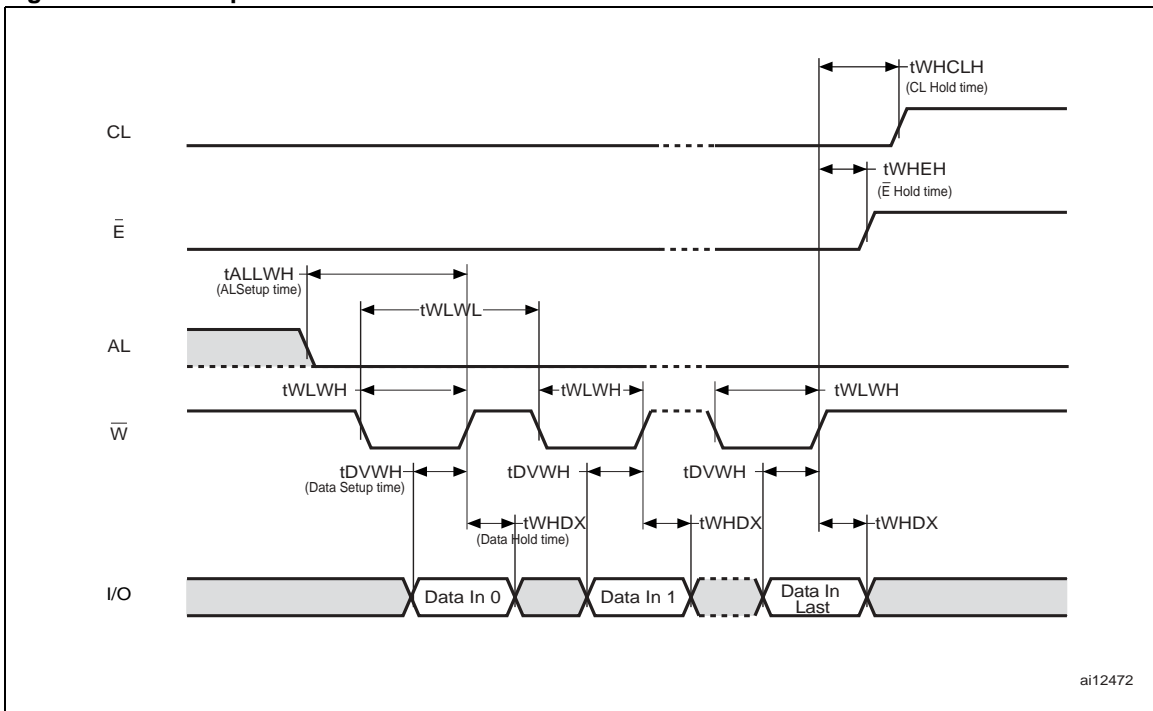 tWHCLH
(CL Hold time)
CL
tWHEH
(E̅ Hold time)
E̅
tALLWH
(ALSetup time)
tWLWL
AL
tWLWH
tWLWH
tWLWH
W̅
tDVWH
(Data Setup time)
tDVWH
tDVWH
tWHDX
(Data Hold time)
tWHDX
tWHDX
I/O
Data In 0
Data In 1
Data In
Last
ai12472